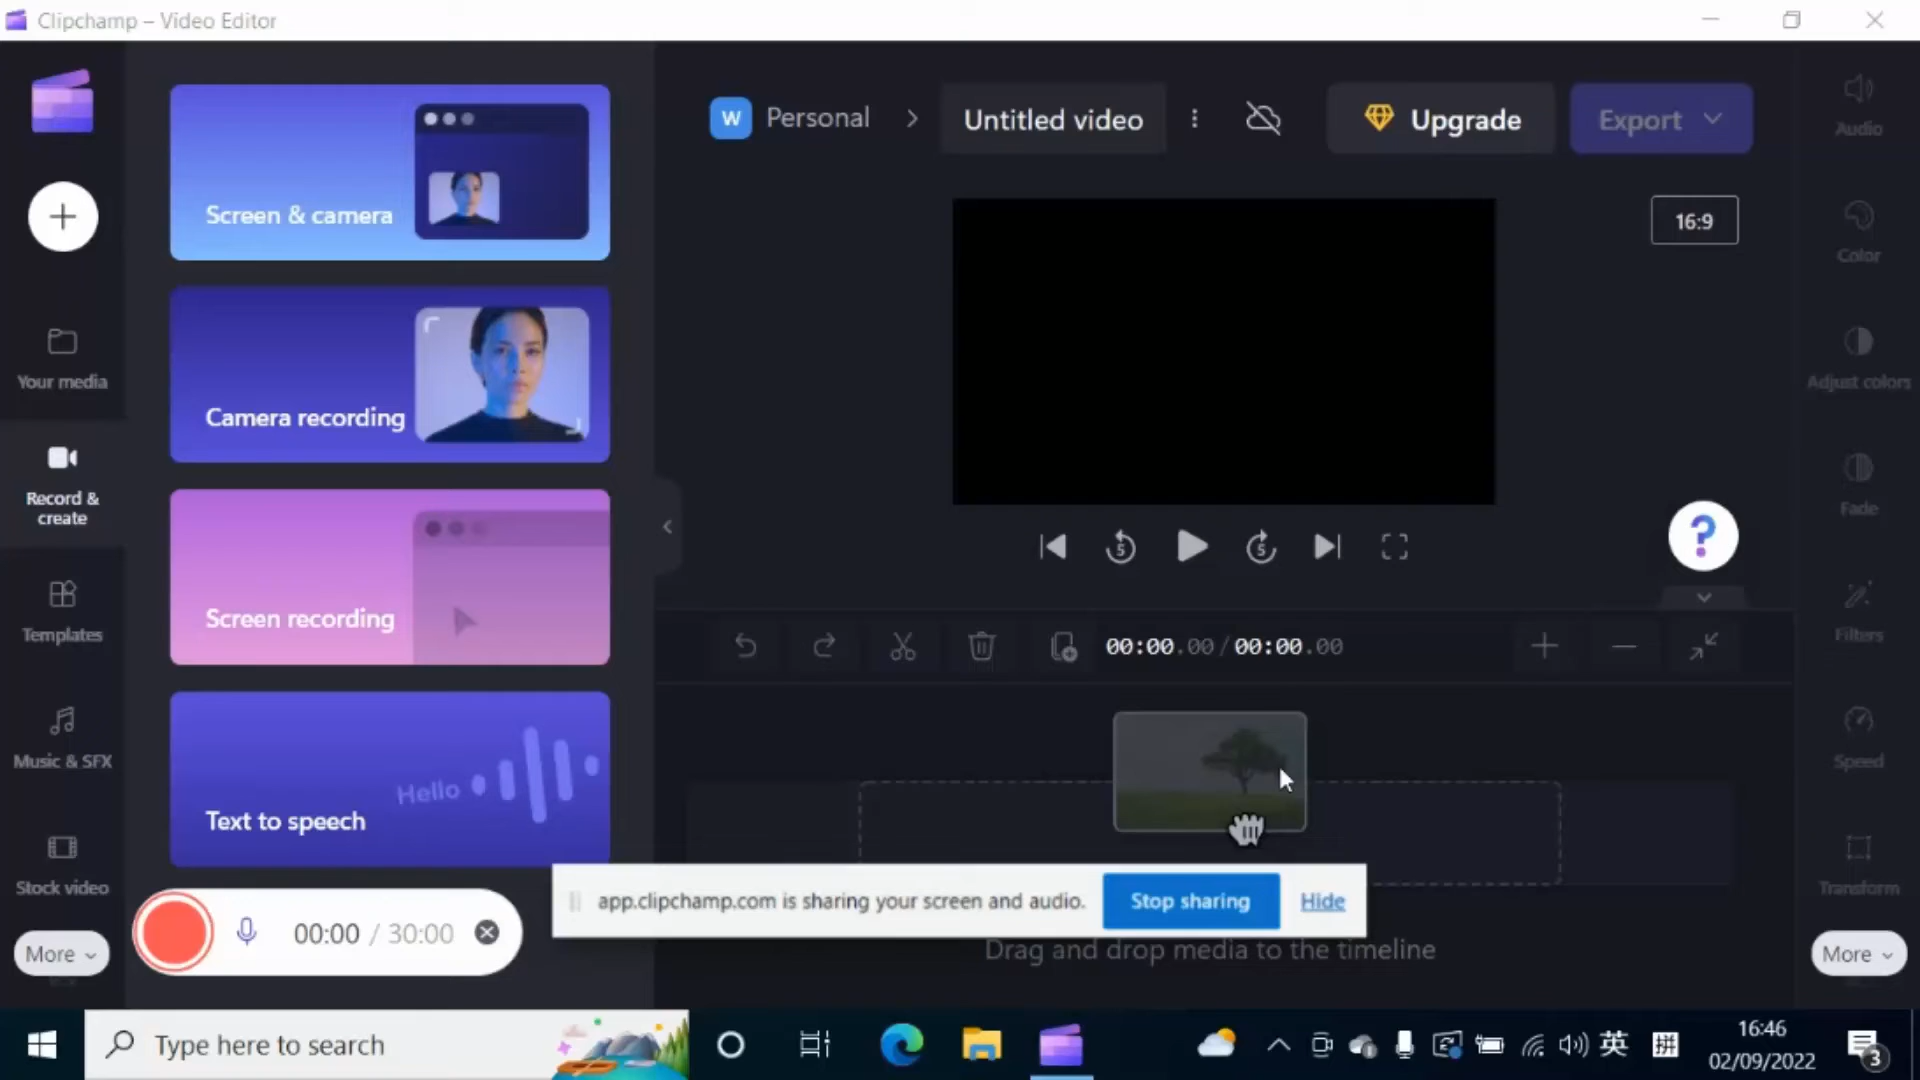 Clipchamp – Video Editor
W Personal > Untitled video
Upgrade
Export
16:9
Your media
Record &
create
Templates
Music & SFX
Stock video
More
Screen & camera
Camera recording
Screen recording
Hello
Text to speech
00:00 / 30:00
5
5
?
00:00.00 / 00:00.00
app.clipchamp.com is sharing your screen and audio.
Stop sharing
Hide
Drag and drop media to the timeline
Audio
Color
Adjust colors
Fade
Filters
Speed
Transform
More
Type here to search
英
拼
16:46
02/09/2022
3